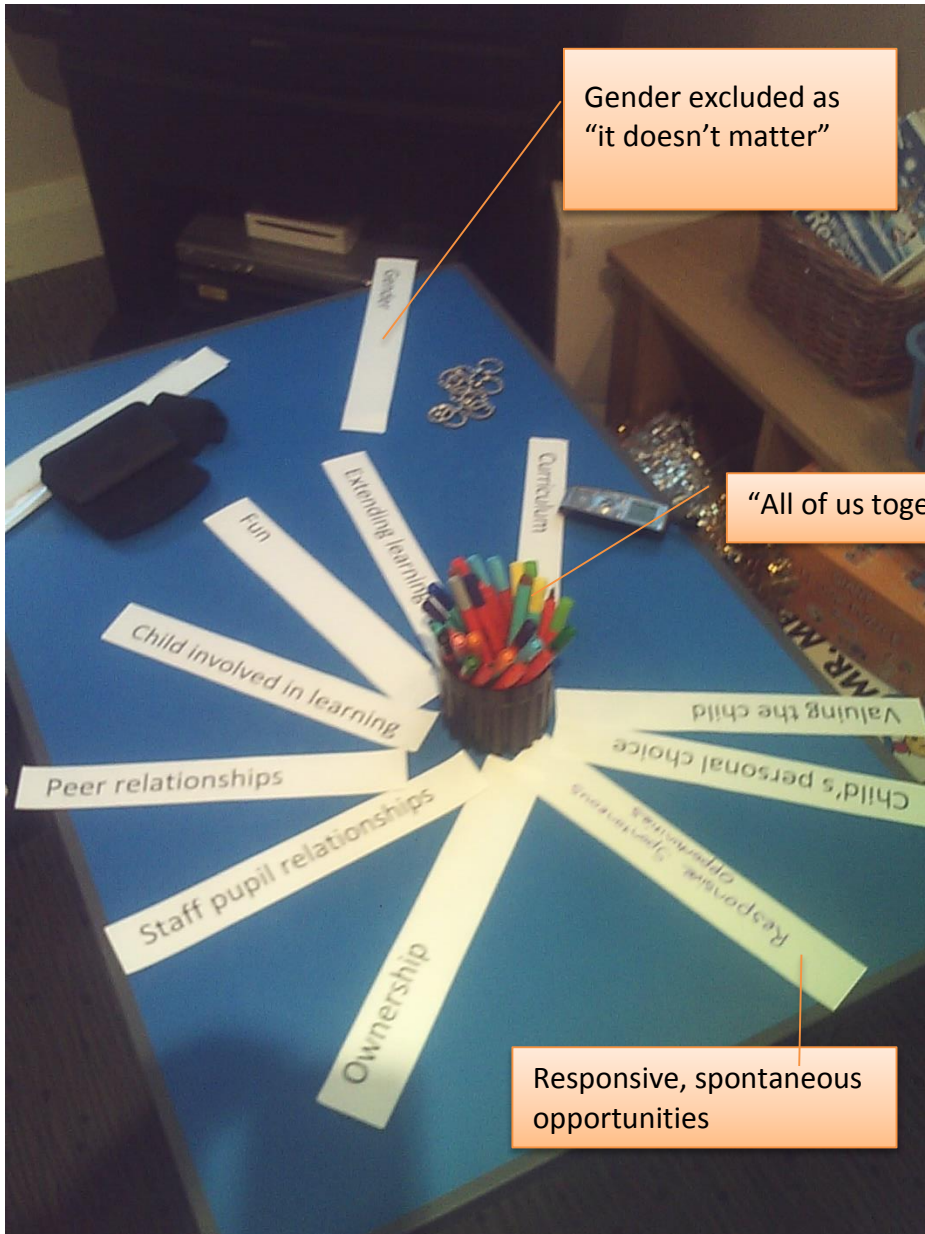 Gender excluded as
“it doesn’t matter”
Gender
Curriculum
Extending learning
Fun
“All of us toge
Child involved in learning
MR. M
Valuing the child
Child's personal choice
Peer relationships
Staff pupil relationships
Responsive, Spontaneous
Opportunities
Ownership
Responsive, spontaneous
opportunities